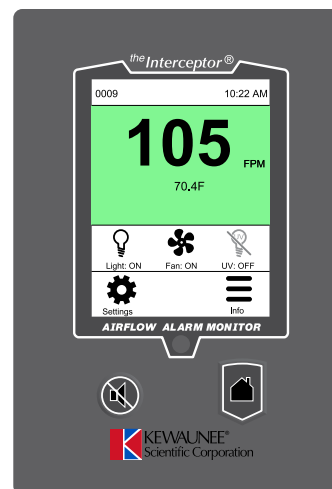 the Interceptor ®
0009 10:22 AM
105 FPM
70.4F
UV
Light: ON Fan: ON UV: OFF
Settings Info
AIRFLOW ALARM MONITOR
KEWAUNEE®
Scientific Corporation